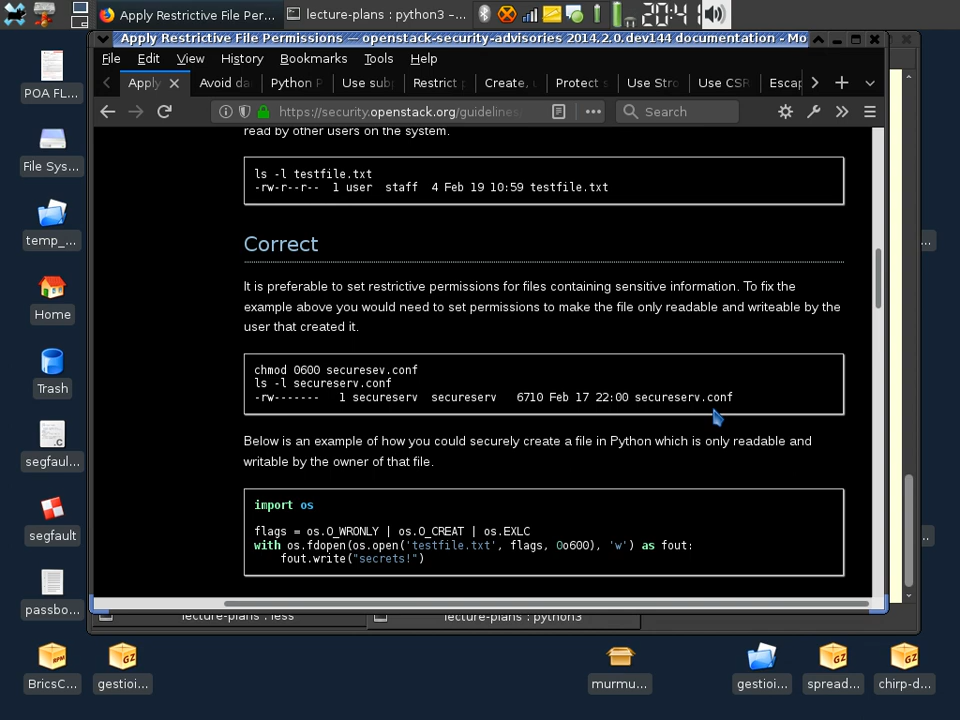 Apply Restrictive File Per...
lecture-plans : python3 -...
20:41
Apply Restrictive File Permissions — openstack-security-advisories 2014.2.0.dev144 documentation - Mo
File Edit View History Bookmarks Tools Help
Apply Avoid da Python P Use sub Restrict Create, Protect Use Stro Use CSR Escap
https://security.openstack.org/guidelines
Search
read by other users on the system.
ls -l testfile.txt
-rw-r--r-- 1 user staff 4 Feb 19 10:59 testfile.txt
Correct
It is preferable to set restrictive permissions for files containing sensitive information. To fix the
example above you would need to set permissions to make the file only readable and writeable by the
user that created it.
chmod 0600 securesev.conf
ls -l secureserv.conf
-rw------- 1 secureserv secureserv 6710 Feb 17 22:00 secureserv.conf
Below is an example of how you could securely create a file in Python which is only readable and
writable by the owner of that file.
import os
flags = os.O_WRONLY | os.O_CREAT | os.EXLC
with os.fdopen(os.open('testfile.txt', flags, 0o600), 'w') as fout:
fout.write("secrets!")
lecture-plans : less
lecture-plans : python3
POA FL...
File Sys...
temp_...
Home
Trash
.c
segfaul...
segfault
passbo...
RPM
BricsC...
GZ
gestioi...
murmu...
gestioi...
GZ
spread...
GZ
chirp-d...